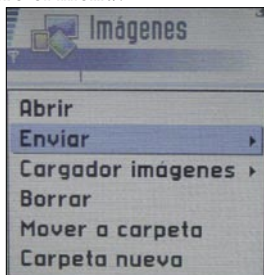 Imágenes
Abrir
Enviar
Cargador imágenes
Borrar
Mover a carpeta
Carpeta nueva